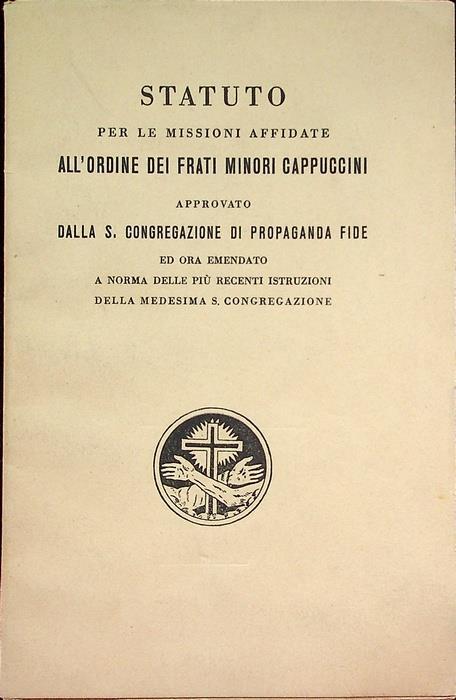 STATUTO
PER LE MISSIONI AFFIDATE
ALL'ORDINE DEI FRATI MINORI CAPPUCCINI
APPROVATO
DALLA S. CONGREGAZIONE DI PROPAGANDA FIDE
ED ORA EMENDATO
A NORMA DELLE PIÙ RECENTI ISTRUZIONI
DELLA MEDESIMA S. CONGREGAZIONE